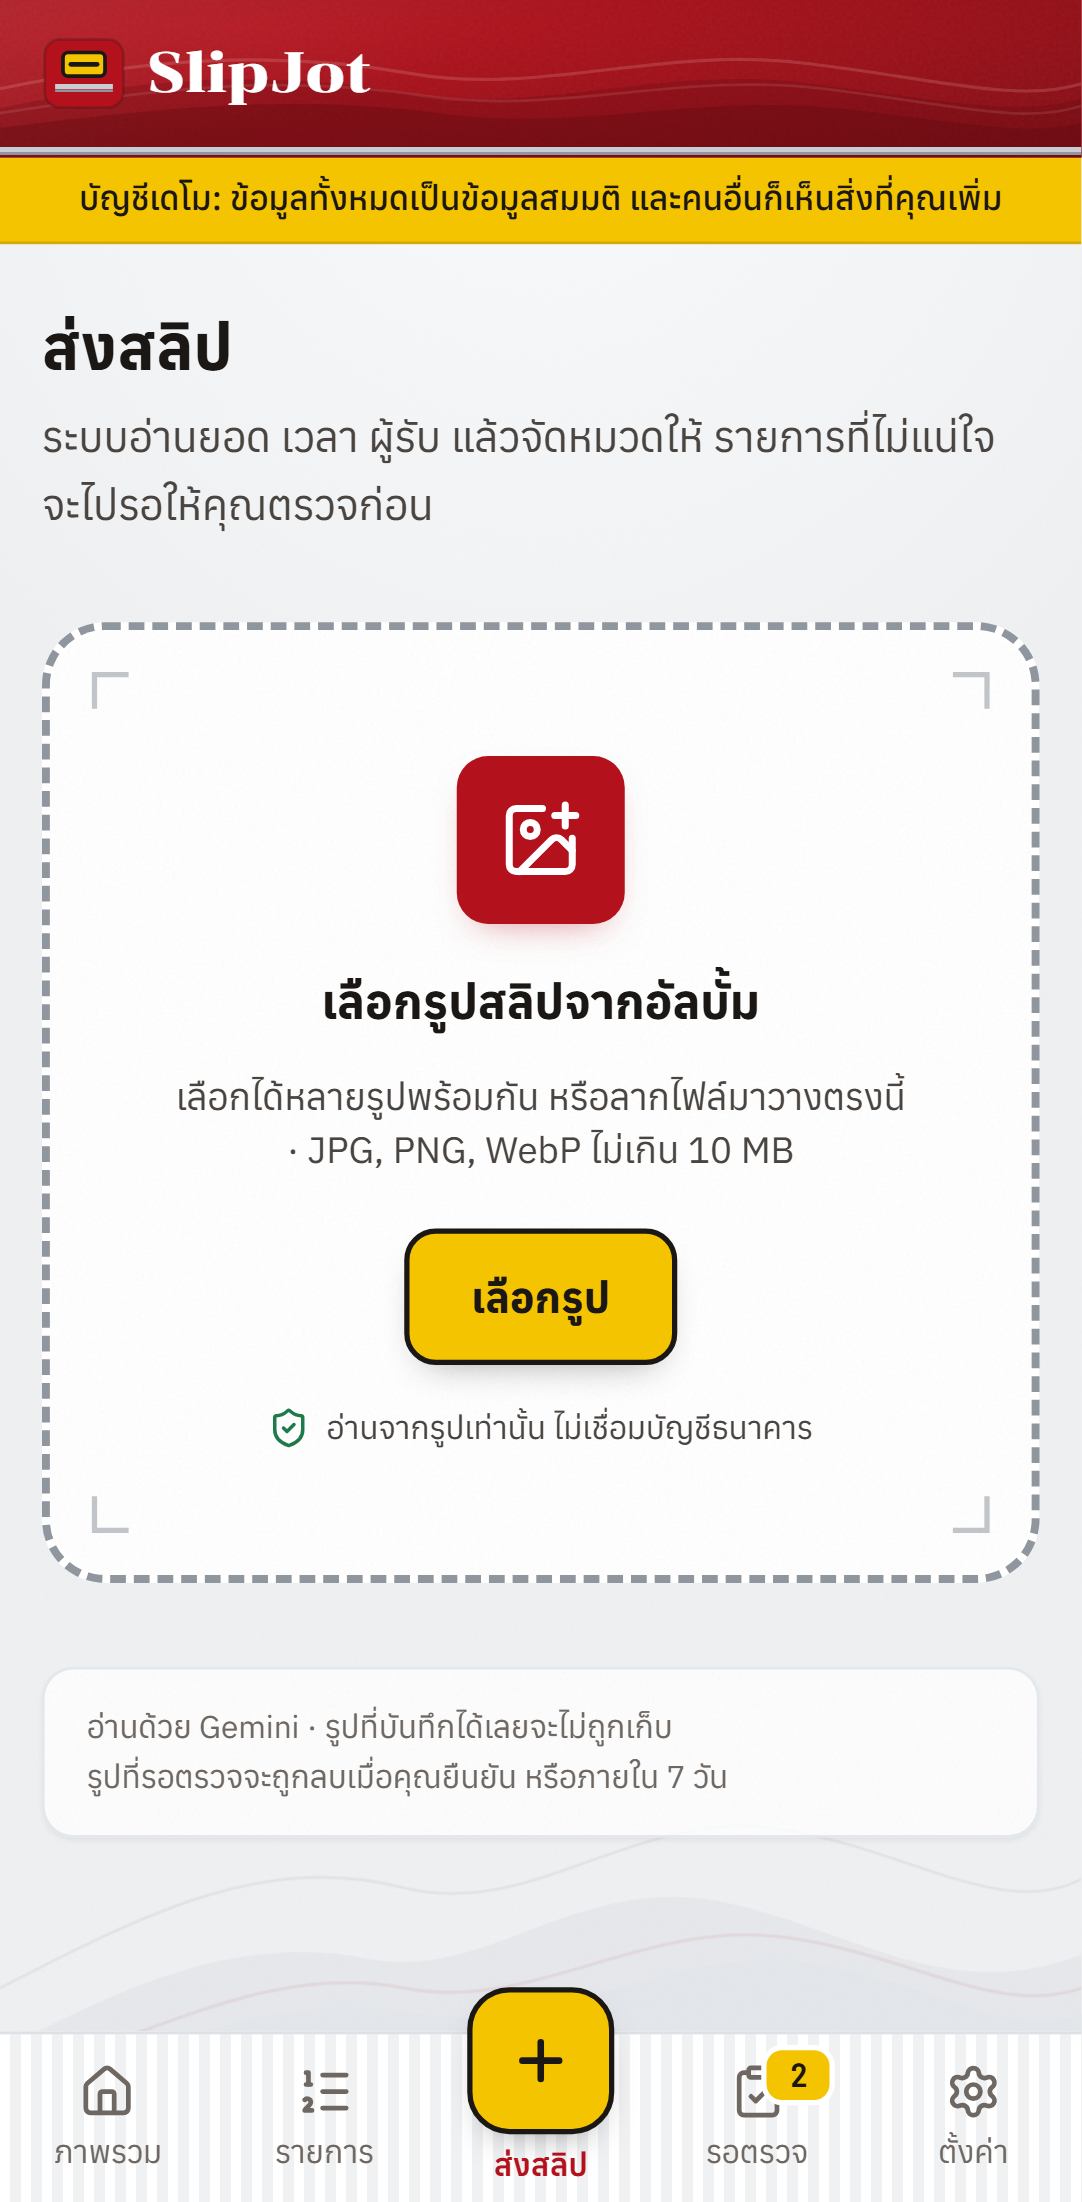 SlipJot
บัญชีเดโม: ข้อมูลทั้งหมดเป็นข้อมูลสมมติ และคนอื่นก็เห็นสิ่งที่คุณเพิ่ม
ส่งสลิป
ระบบอ่านยอด เวลา ผู้รับ แล้วจัดหมวดให้ รายการที่ไม่แน่ใจ
จะไปรอให้คุณตรวจก่อน
เลือกรูปสลิปจากอัลบั้ม
เลือกได้หลายรูปพร้อมกัน หรือลากไฟล์มาวางตรงนี้
· JPG, PNG, WebP ไม่เกิน 10 MB
เลือกรูป
อ่านจากรูปเท่านั้น ไม่เชื่อมบัญชีธนาคาร
อ่านด้วย Gemini · รูปที่บันทึกได้เลยจะไม่ถูกเก็บ
รูปที่รอตรวจจะถูกลบเมื่อคุณยืนยัน หรือภายใน 7 วัน
2
ภาพรวม
รายการ
ส่งสลิป
รอตรวจ
ตั้งค่า